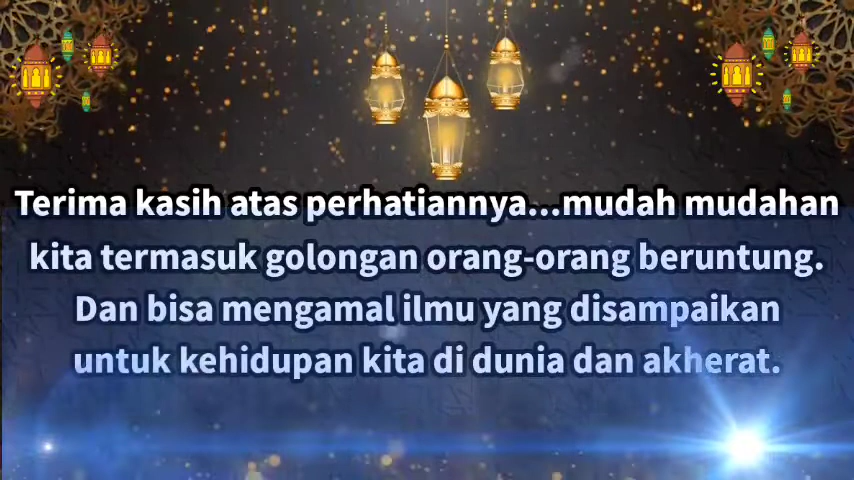 Terima kasih atas perhatiannya...mudah mudahan
kita termasuk golongan orang-orang beruntung.
Dan bisa mengamal ilmu yang disampaikan
untuk kehidupan kita di dunia dan akherat.